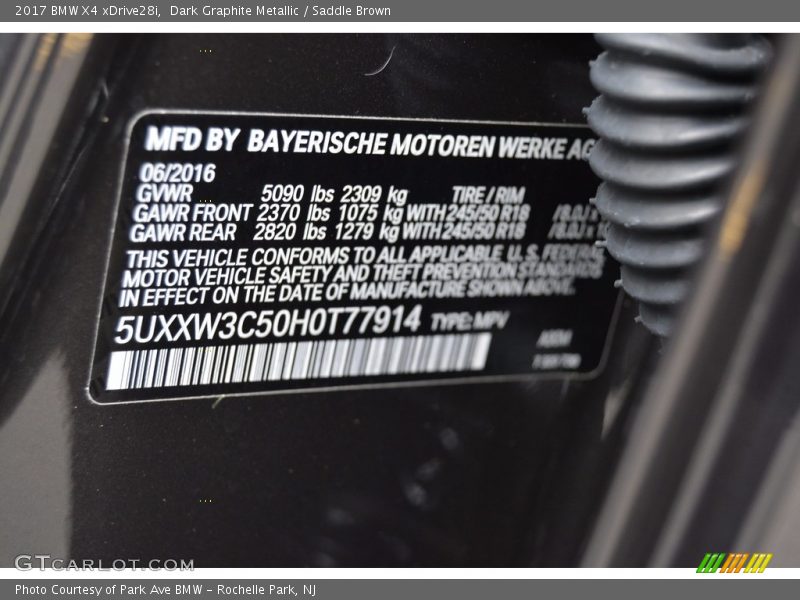 2017 BMW X4 xDrive28i, Dark Graphite Metallic / Saddle Brown
MFD BY BAYERISCHE MOTOREN WERKE AG
06/2016
GVWR 5090 lbs 2309 kg TIRE / RIM
GAWR FRONT 2370 lbs 1075 kg WITH 245/50 R18 /8.0J
GAWR REAR 2820 lbs 1279 kg WITH 245/50 R18 /8.0J
THIS VEHICLE CONFORMS TO ALL APPLICABLE U.S. FEDERAL
MOTOR VEHICLE SAFETY AND THEFT PREVENTION STANDARDS
IN EFFECT ON THE DATE OF MANUFACTURE SHOWN ABOVE.
5UXXW3C50H0T77914 TYPE: MPV
GTCARLOT.COM
Photo Courtesy of Park Ave BMW - Rochelle Park, NJ